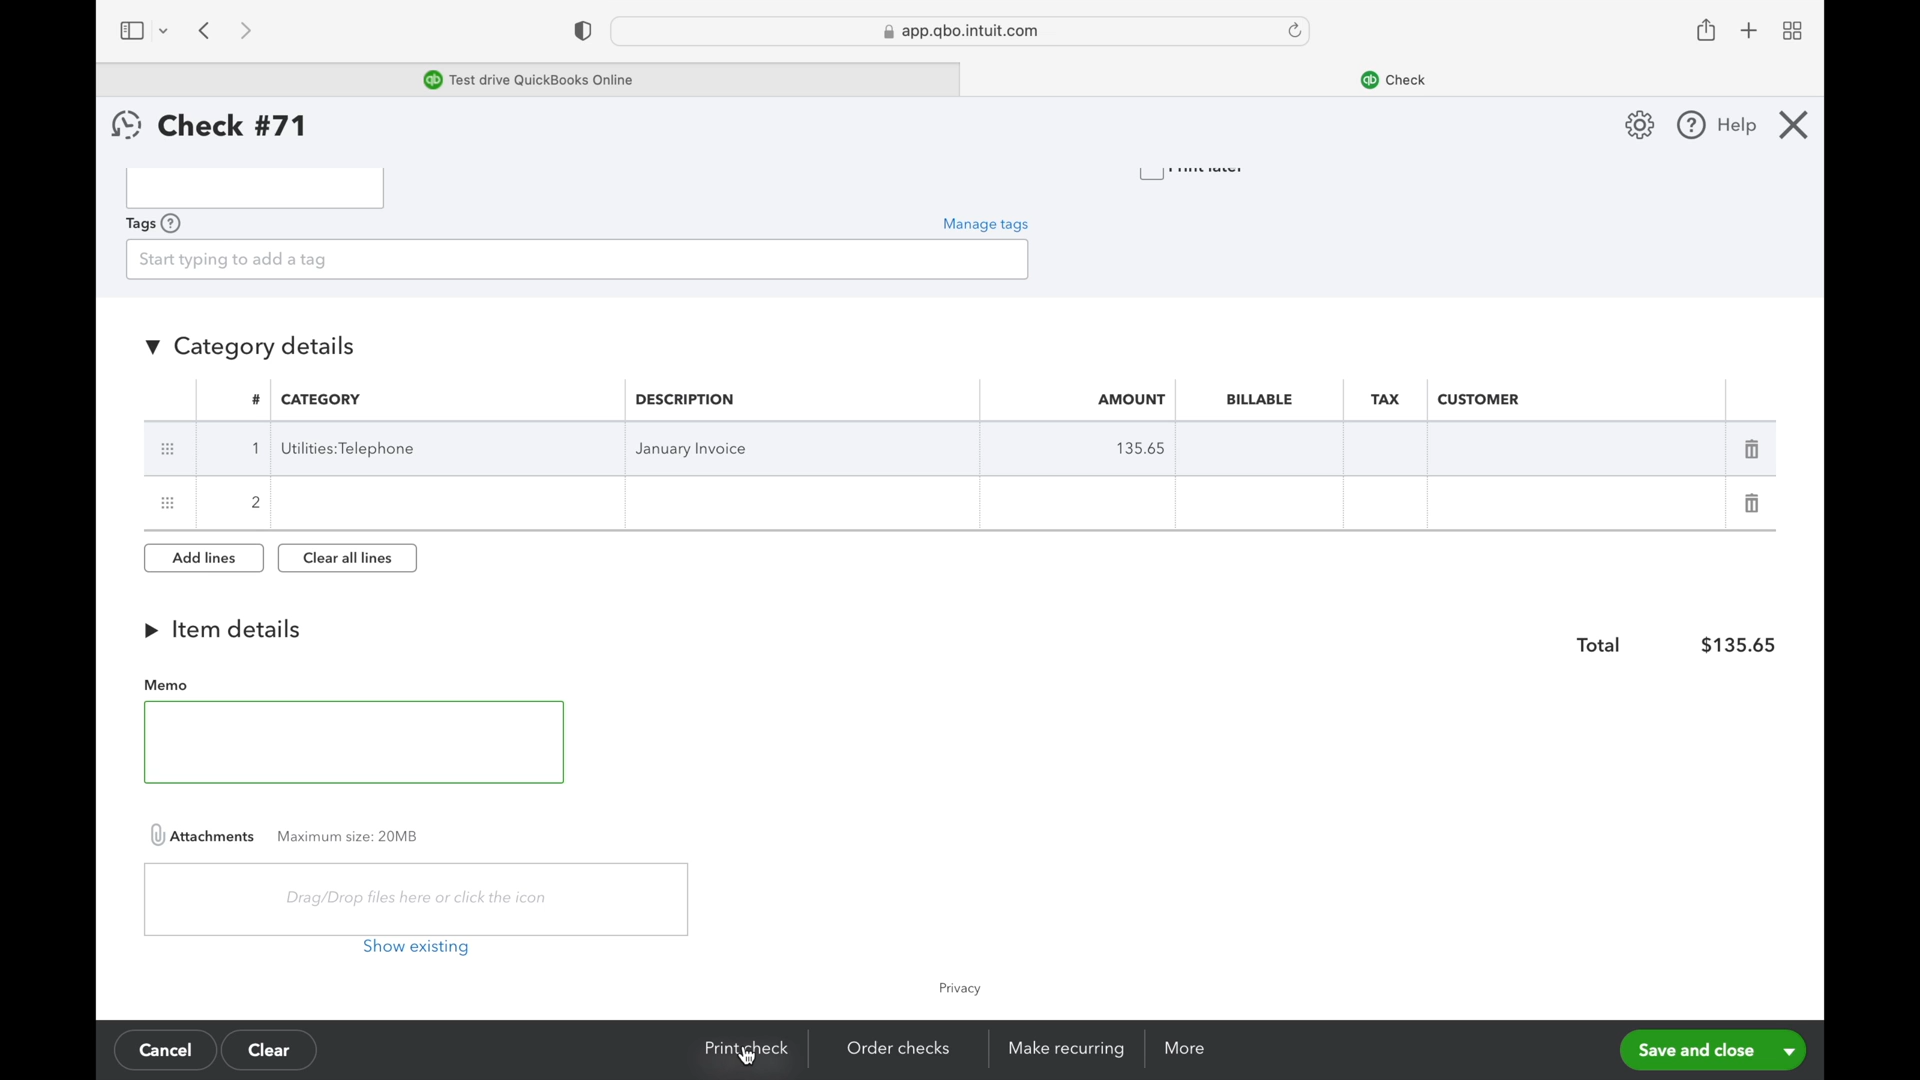 app.qbo.intuit.com
Test drive QuickBooks Online
Check
Check #71
Help
Print later
Tags
Manage tags
Start typing to add a tag
Category details
# CATEGORY DESCRIPTION AMOUNT BILLABLE TAX CUSTOMER
1 Utilities:Telephone January Invoice 135.65
2
Add lines Clear all lines
Item details
Total $135.65
Memo
Attachments Maximum size: 20MB
Drag/Drop files here or click the icon
Show existing
Privacy
Cancel Clear Print check Order checks Make recurring More Save and close